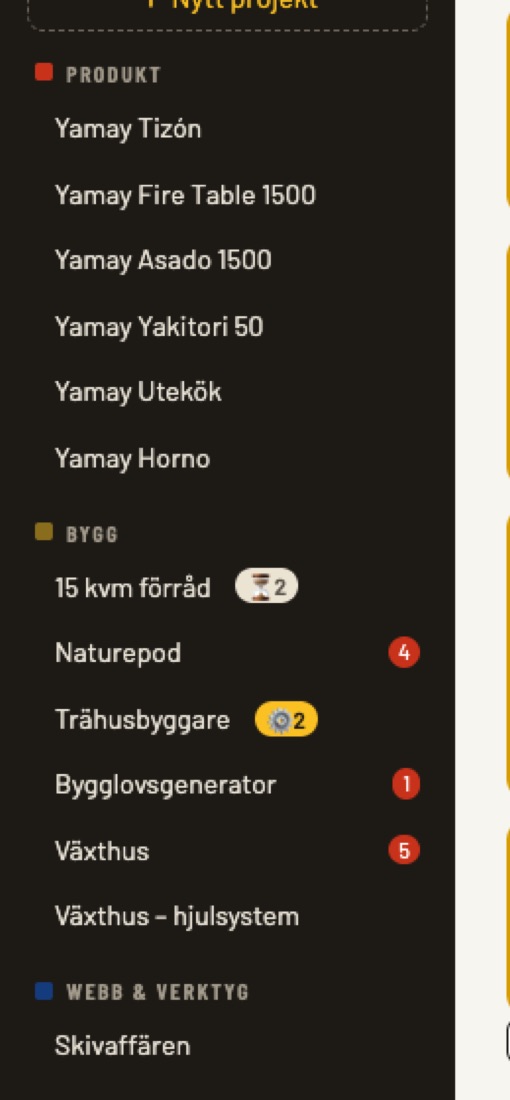 + Nytt projekt
PRODUKT
Yamay Tizón
Yamay Fire Table 1500
Yamay Asado 1500
Yamay Yakitori 50
Yamay Utekök
Yamay Horno
BYGG
15 kvm förråd ⏳2
Naturepod 4
Trähusbyggare ⚙️2
Bygglovsgenerator 1
Växthus 5
Växthus – hjulsystem
WEBB & VERKTYG
Skivaffären